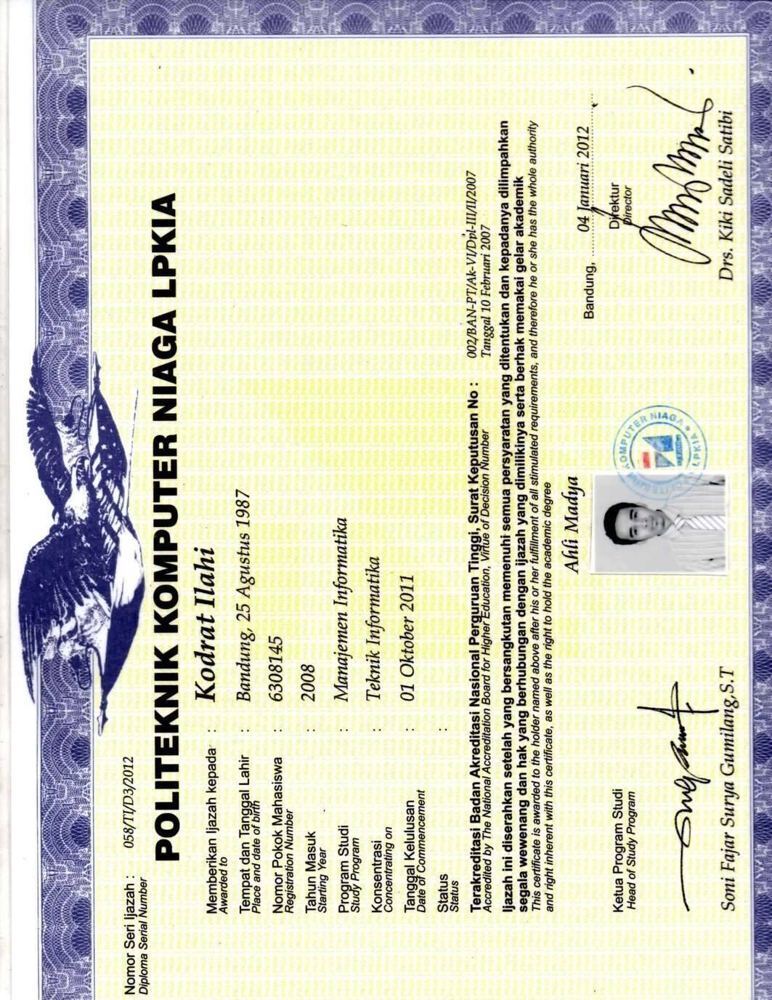 Nomor Seri Ijazah : 058/TI/D3/2012
Diploma Serial Number
POLITEKNIK KOMPUTER NIAGA LPKIA
Memberikan Ijazah kepada : Kodrat Ilahi
Awarded to
Tempat dan Tanggal Lahir : Bandung, 25 Agustus 1987
Place and date of birth
Nomor Pokok Mahasiswa : 6308145
Registration Number
Tahun Masuk : 2008
Starting Year
Program Studi : Manajemen Informatika
Study Program
Konsentrasi : Teknik Informatika
Concentrating on
Tanggal Kelulusan : 01 Oktober 2011
Date of Commencement
Status :
Status
Terakreditasi Badan Akreditasi Nasional Perguruan Tinggi, Surat Keputusan No : 002/BAN-PT/Ak-VI/Dpl-III/II/2007
Accredited by The National Accreditation Board for Higher Education, Virtue of Decision Number Tanggal 10 Februari 2007
Ijazah ini diserahkan setelah yang bersangkutan memenuhi semua persyaratan yang ditentukan dan kepadanya dilimpahkan
segala wewenang dan hak yang berhubungan dengan ijazah yang dimilikinya serta berhak memakai gelar akademik
This certificate is awarded to the holder named above after his or her fulfillment of all stimulated requirements, and therefore he or she has the whole authority
and right inherent with this certificate, as well as the right to hold the academic degree
Ahli Madya
Bandung, 04 Januari 2012
Ketua Program Studi
Head of Study Program
Direktur
Director
KOMPUTER NIAGA
LPKIA
Soni Fajar Surya Gumilang,S.T
Drs. Kiki Sadeli Satibi